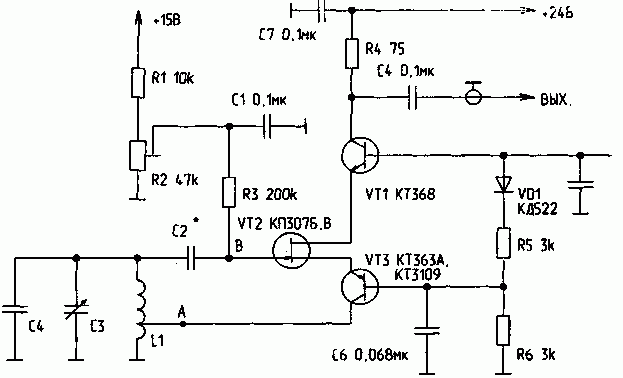 +15В
C7 0,1мк
+24В
R1 10k
R4 75
C4 0,1мк
C1 0,1мк
ВЫХ.
R2 47k
R3 200k
VT1 КТ368
VD1
КД522
C2 *
VT2 КП307Б,В
B
VT3 КТ363А,
КТ3109
R5 3k
A
C4
C3
L1
C6 0,068мк
R6 3k